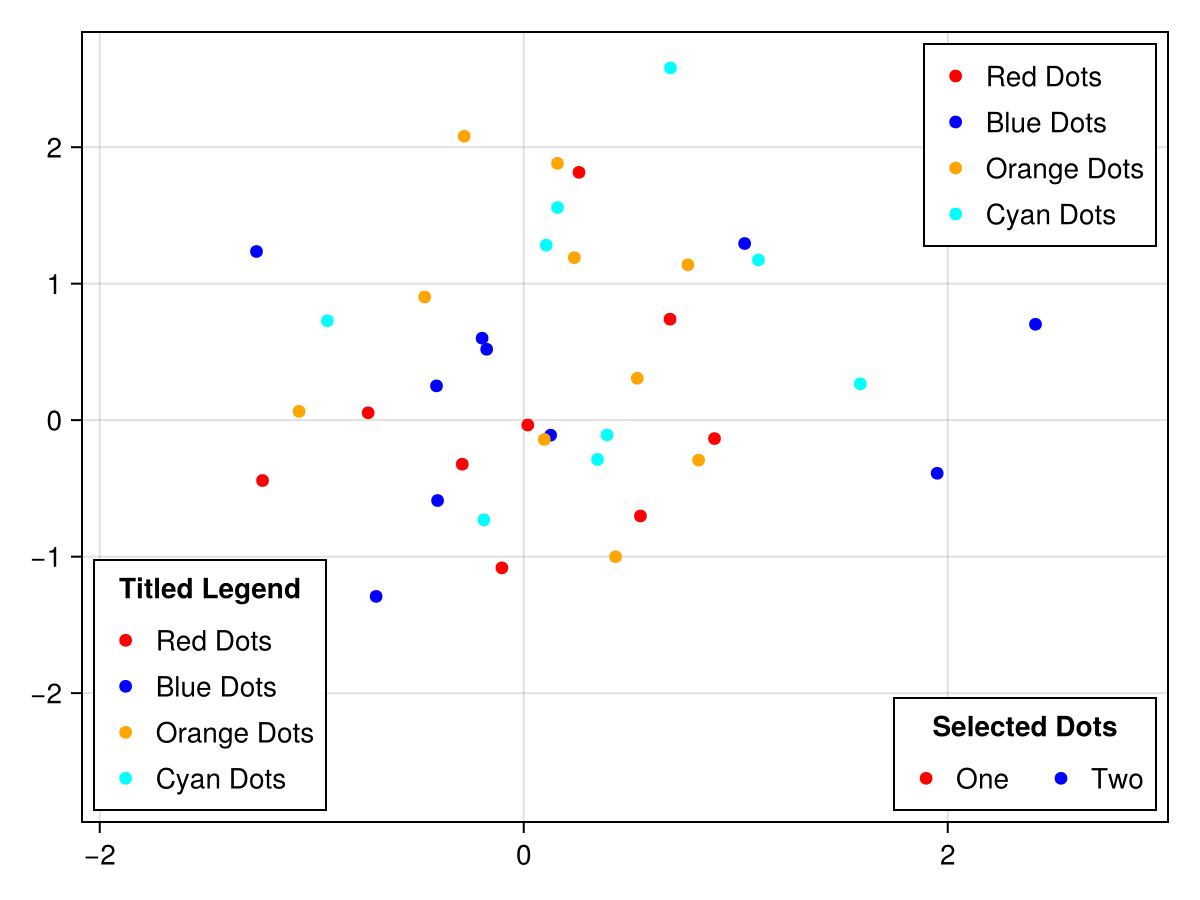 Red Dots
Blue Dots
Orange Dots
Cyan Dots
2
1
0
−1
−2
Titled Legend
Red Dots
Blue Dots
Orange Dots
Cyan Dots
Selected Dots
One Two
−2 0 2